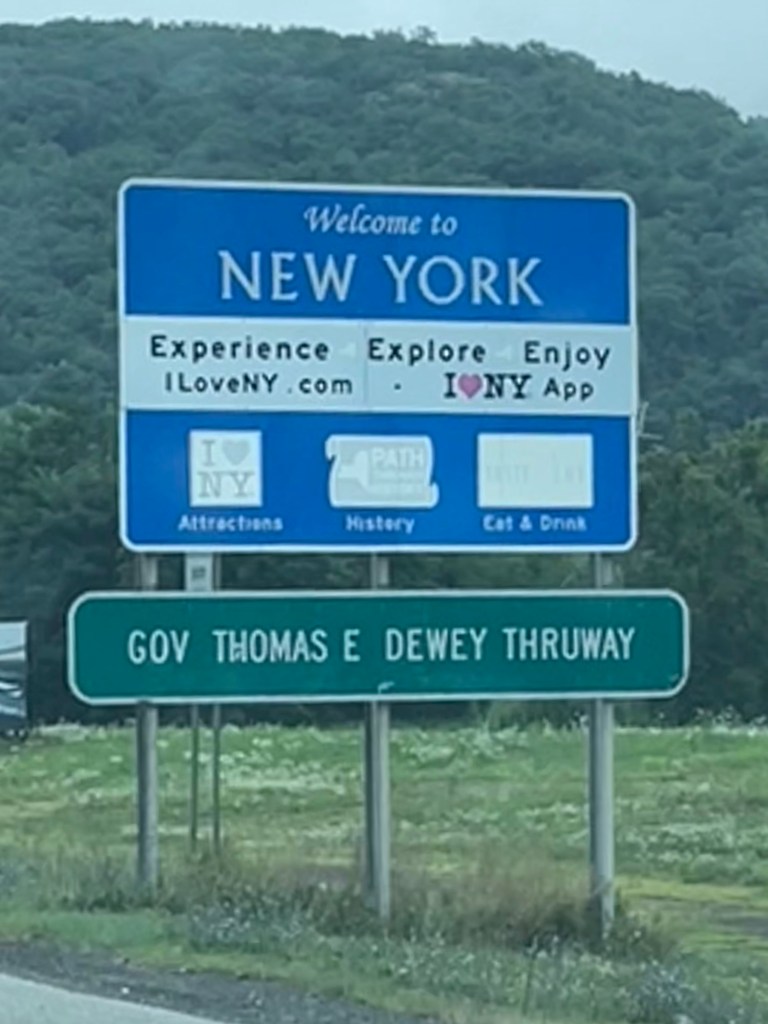 Welcome to
NEW YORK
Experience Explore Enjoy
ILoveNY.com · I♥NY App
I♥
NY
PATH
Attractions History Eat & Drink
GOV THOMAS E DEWEY THRUWAY